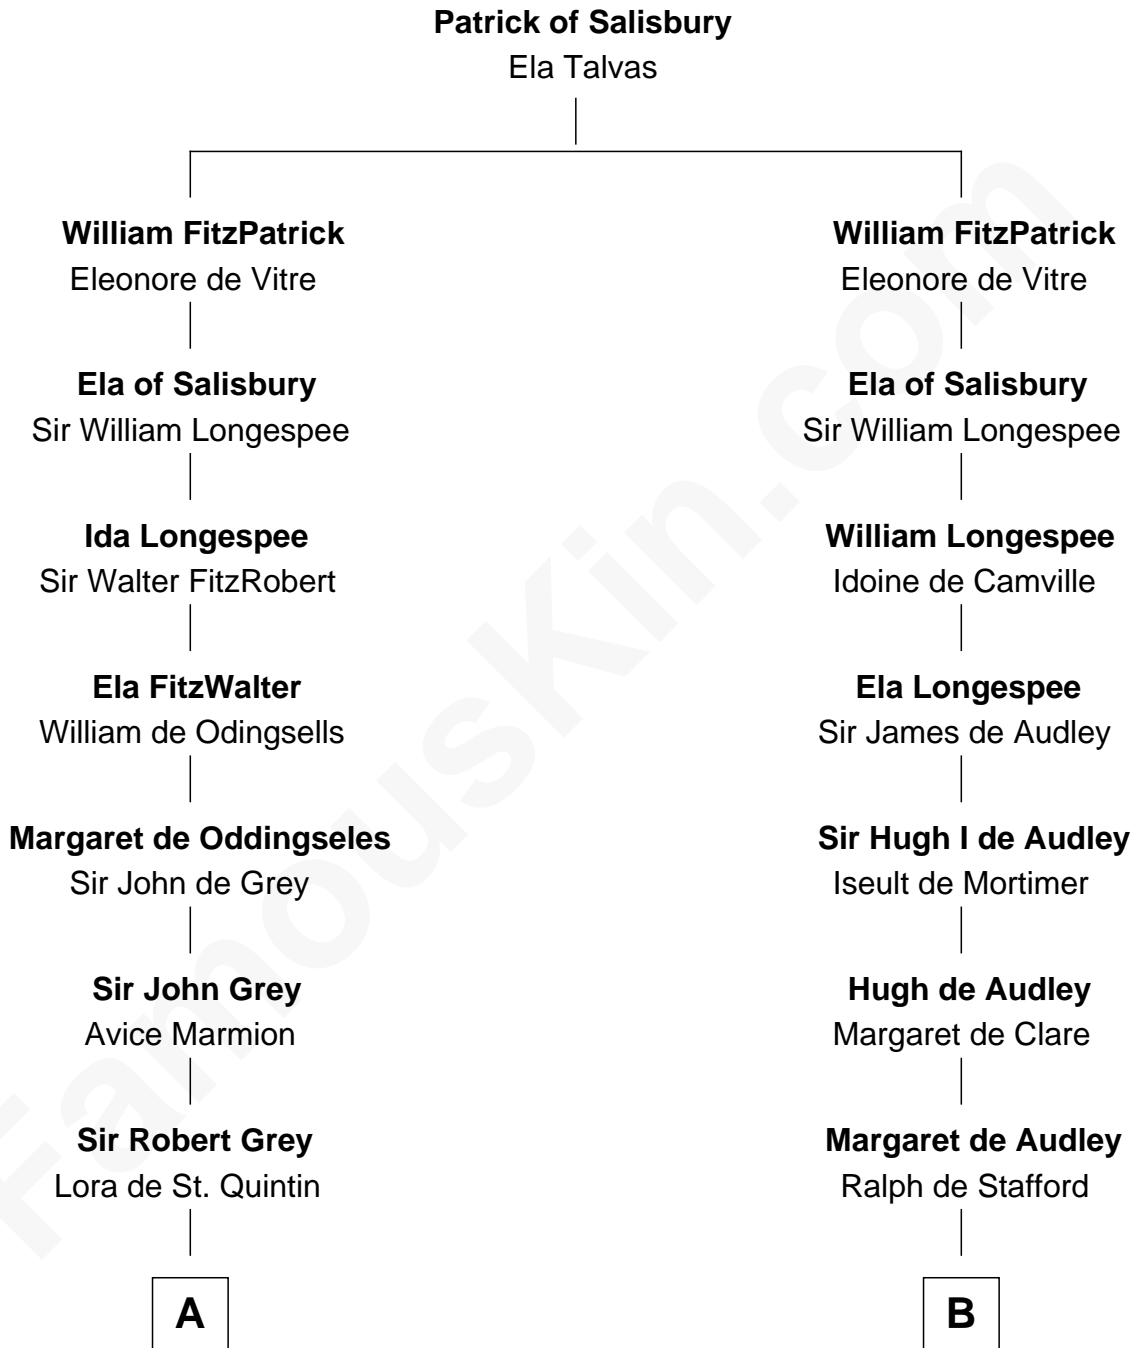 Patrick of Salisbury
Ela Talvas
William FitzPatrick
Eleonore de Vitre
Ela of Salisbury
Sir William Longespee
Ida Longespee
Sir Walter FitzRobert
Ela FitzWalter
William de Odingsells
Margaret de Oddingseles
Sir John de Grey
Sir John Grey
Avice Marmion
Sir Robert Grey
Lora de St. Quintin
A
William FitzPatrick
Eleonore de Vitre
Ela of Salisbury
Sir William Longespee
William Longespee
Idoine de Camville
Ela Longespee
Sir James de Audley
Sir Hugh I de Audley
Iseult de Mortimer
Hugh de Audley
Margaret de Clare
Margaret de Audley
Ralph de Stafford
B
FamousKin.com